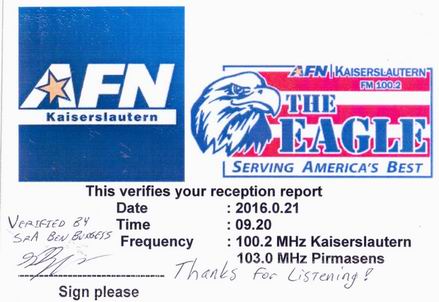 AFN
Kaiserslautern
AFN KAISERSLAUTERN
FM 100.2
THE
EAGLE
SERVING AMERICA'S BEST
This verifies your reception report
Date : 2016.0.21
Time : 09.20
Frequency : 100.2 MHz Kaiserslautern
103.0 MHz Pirmasens
VERIFIED BY
SRA BEN BURGESS
Thanks For Listening!
Sign please